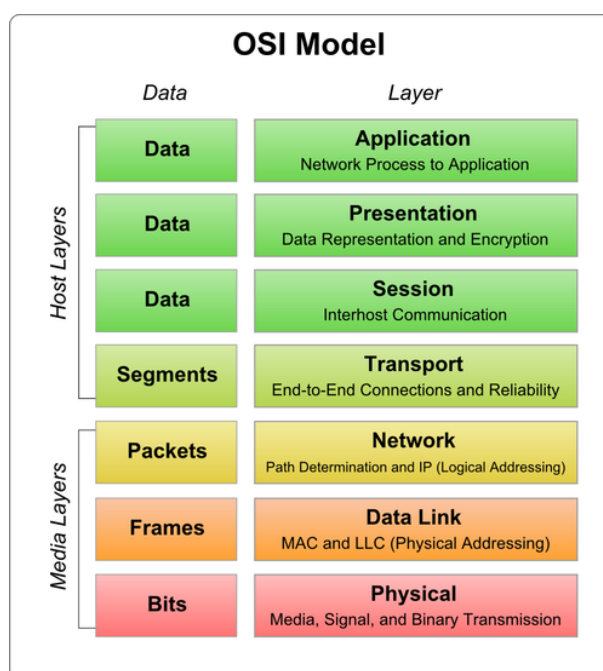 OSI Model
Data Layer
Host Layers
Data Application
Network Process to Application
Data Presentation
Data Representation and Encryption
Data Session
Interhost Communication
Segments Transport
End-to-End Connections and Reliability
Media Layers
Packets Network
Path Determination and IP (Logical Addressing)
Frames Data Link
MAC and LLC (Physical Addressing)
Bits Physical
Media, Signal, and Binary Transmission